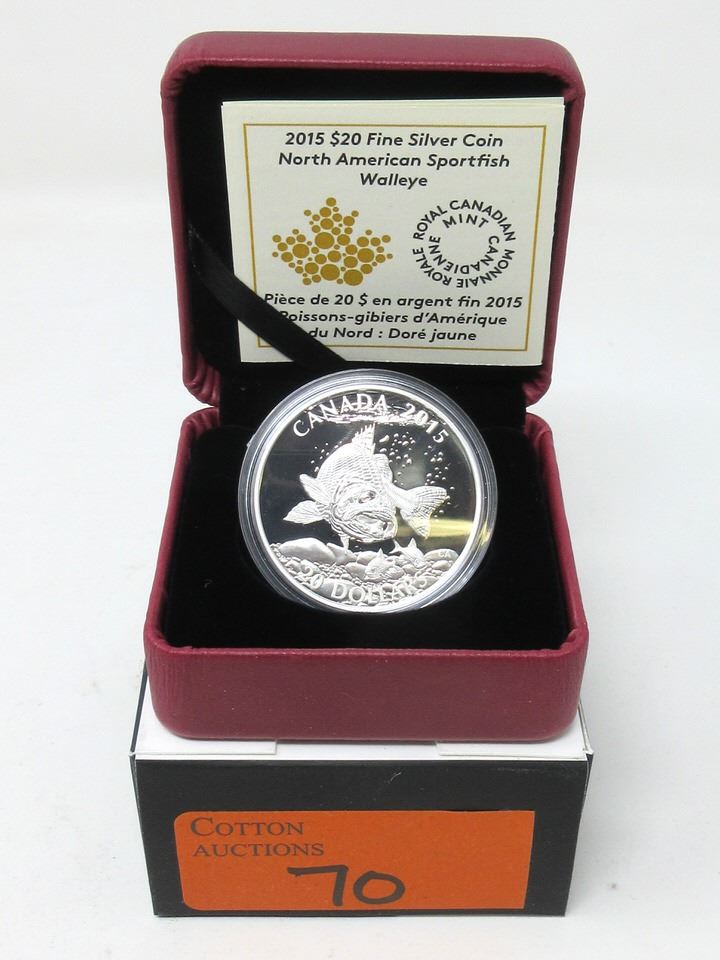 2015 $20 Fine Silver Coin
North American Sportfish
Walleye
ROYAL CANADIAN MINT
MONNAIE ROYALE CANADIENNE
Pièce de 20 $ en argent fin 2015
Poissons-gibiers d'Amérique
du Nord : Doré jaune
CANADA 2015
CA
20 DOLLARS
COTTON
AUCTIONS
70